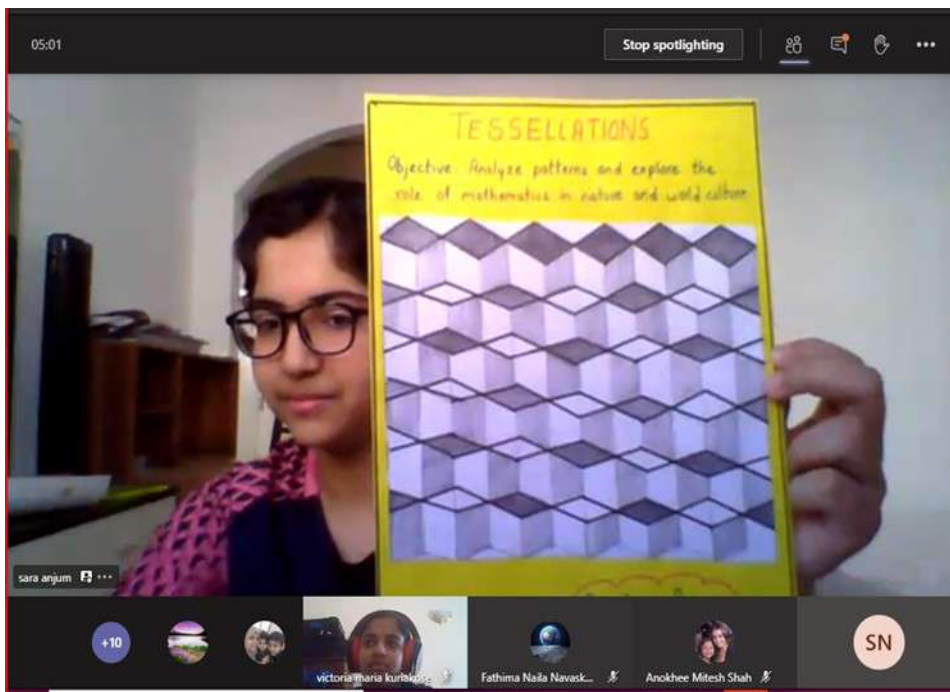 05:01
Stop spotlighting
TESSELLATIONS
Objective: Analyze patterns and explore the
role of mathematics in nature and world culture
sara anjum
+10
victoria maria kuriakose
Fathima Naila Navask...
Anokhee Mitesh Shah
SN